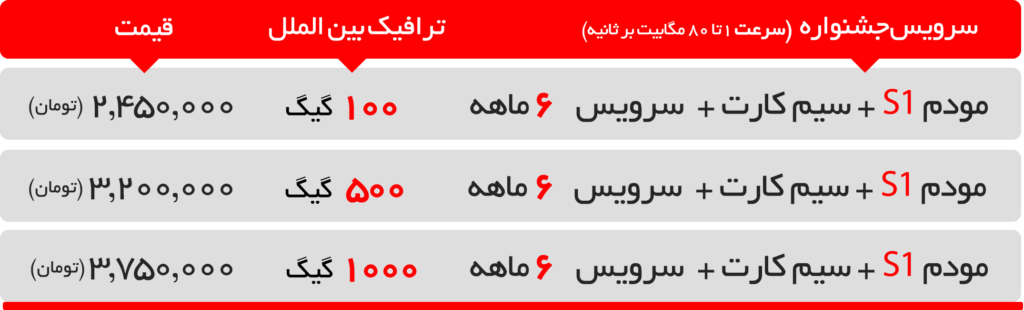 سرویس جشنواره (سرعت ۱ تا ۸۰ مگابیت بر ثانیه) ترافیک بین الملل قیمت
مودم S1 + سیم کارت + سرویس ۶ ماهه ۱۰۰ گیگ ۲,۴۵۰,۰۰۰ (تومان)
مودم S1 + سیم کارت + سرویس ۶ ماهه ۵۰۰ گیگ ۳,۲۰۰,۰۰۰ (تومان)
مودم S1 + سیم کارت + سرویس ۶ ماهه ۱۰۰۰ گیگ ۳,۷۵۰,۰۰۰ (تومان)